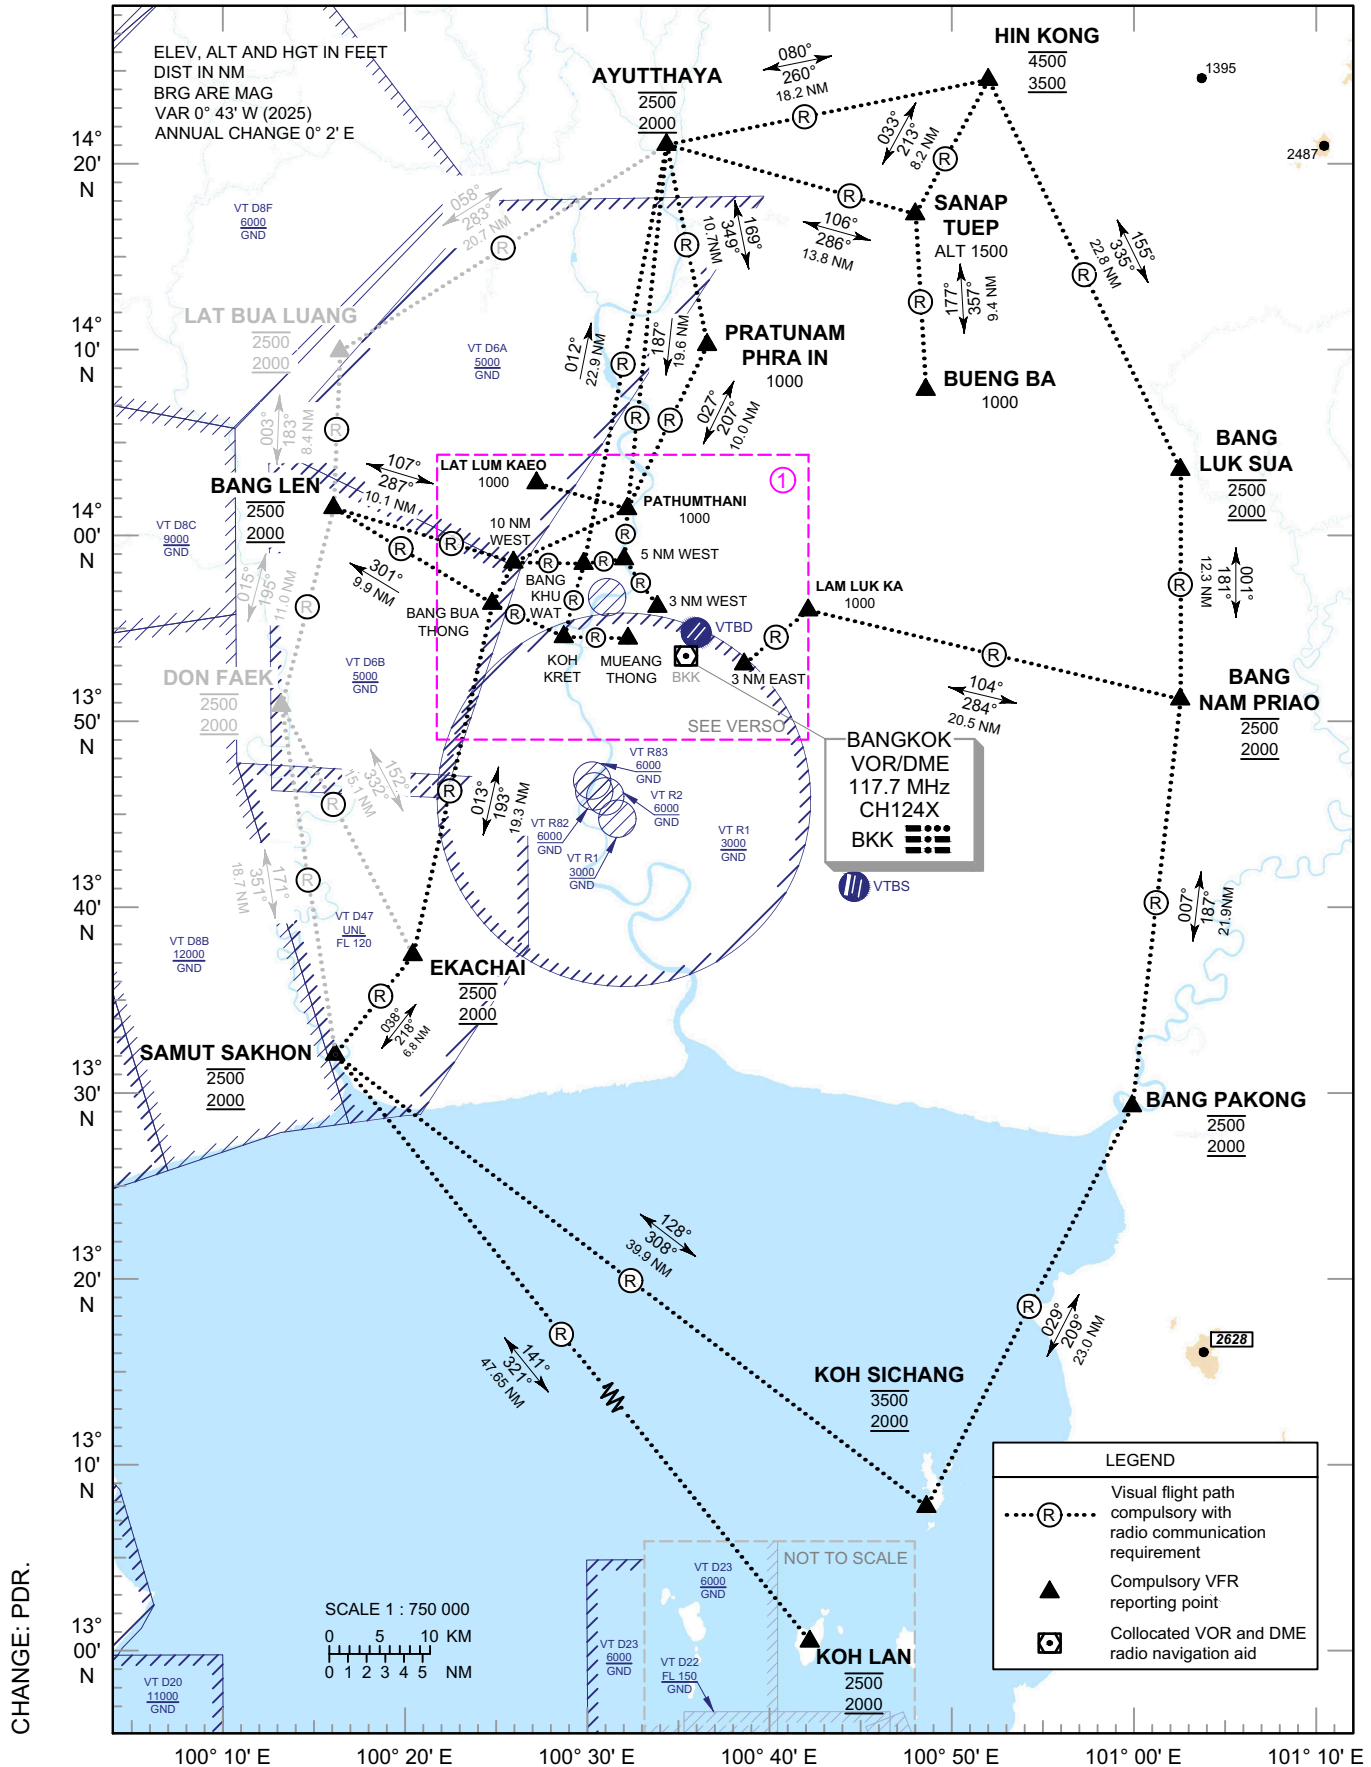 ELEV, ALT AND HGT IN FEET
DIST IN NM
BRG ARE MAG
VAR 0° 43' W (2025)
ANNUAL CHANGE 0° 2' E
HIN KONG
4500
3500
1395
2487
AYUTTHAYA
2500
2000
080°
260°
18.2 NM
033°
213°
8.2 NM
SANAP
TUEP
ALT 1500
106°
286°
13.8 NM
169°
349°
10.7NM
155°
335°
22.8 NM
177°
357°
9.4 NM
VT D8F
6000
GND
058°
283°
20.7 NM
LAT BUA LUANG
2500
2000
VT D6A
5000
GND
012°
22.9 NM
187°
19.6 NM
PRATUNAM
PHRA IN
1000
027°
207°
10.0 NM
BUENG BA
1000
003°
183°
8.4 NM
BANG
LUK SUA
2500
2000
BANG LEN
2500
2000
107°
287°
10.1 NM
LAT LUM KAEO
1000
1
PATHUMTHANI
1000
10 NM
WEST
5 NM WEST
BANG
KHU
WAT
3 NM WEST
VT D8C
9000
GND
015°
195°
11.0 NM
301°
9.9 NM
BANG BUA
THONG
KOH
KRET
MUEANG
THONG
VTBD
BKK
3 NM EAST
LAM LUK KA
1000
001°
181°
12.3 NM
VT D6B
5000
GND
DON FAEK
2500
2000
SEE VERSO
104°
284°
20.5 NM
BANG
NAM PRIAO
2500
2000
BANGKOK
VOR/DME
117.7 MHz
CH124X
BKK
VT R83
6000
GND
VT R2
6000
GND
VT R82
6000
GND
VT R1
3000
GND
VT R1
3000
GND
VTBS
152°
332°
15.1 NM
013°
193°
19.3 NM
171°
351°
18.7 NM
007°
187°
21.9NM
VT D8B
12000
GND
VT D47
UNL
FL 120
EKACHAI
2500
2000
038°
218°
6.8 NM
SAMUT SAKHON
2500
2000
BANG PAKONG
2500
2000
128°
308°
39.9 NM
141°
321°
47.65 NM
029°
209°
23.0 NM
2628
KOH SICHANG
3500
2000
NOT TO SCALE
VT D23
6000
GND
VT D23
6000
GND
VT D22
FL 150
GND
KOH LAN
2500
2000
VT D20
11000
GND
SCALE 1 : 750 000
0 5 10 KM
0 1 2 3 4 5 NM
LEGEND
R
Visual flight path
compulsory with
radio communication
requirement
Compulsory VFR
reporting point
Collocated VOR and DME
radio navigation aid
14°
20'
N
14°
10'
N
14°
00'
N
13°
50'
N
13°
40'
N
13°
30'
N
13°
20'
N
13°
10'
N
13°
00'
N
100° 10' E
100° 20' E
100° 30' E
100° 40' E
100° 50' E
101° 00' E
101° 10' E
CHANGE: PDR.